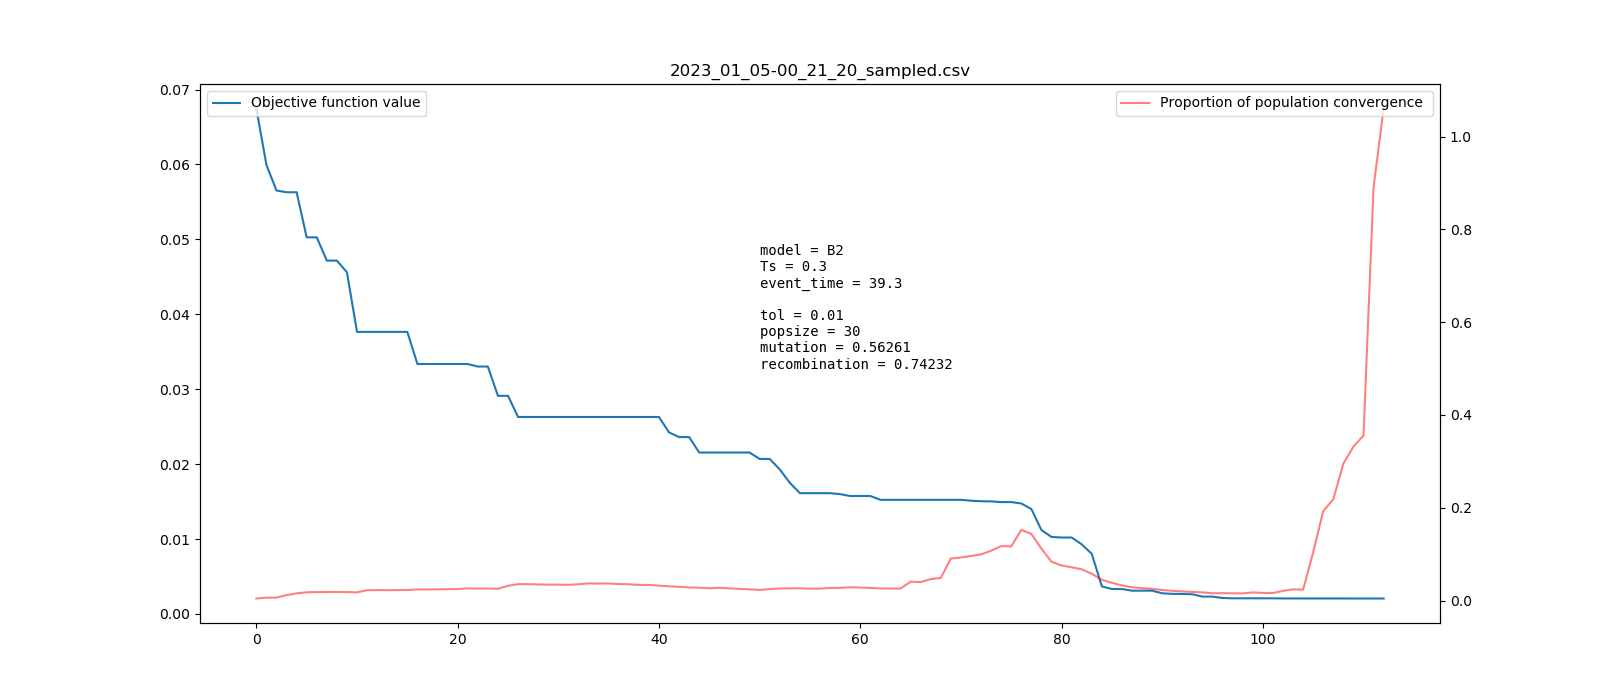 2023_01_05-00_21_20_sampled.csv
Objective function value
Proportion of population convergence
0.07
0.06
0.05
0.04
0.03
0.02
0.01
0.00
model = B2
Ts = 0.3
event_time = 39.3
tol = 0.01
popsize = 30
mutation = 0.56261
recombination = 0.74232
1.0
0.8
0.6
0.4
0.2
0.0
0 20 40 60 80 100